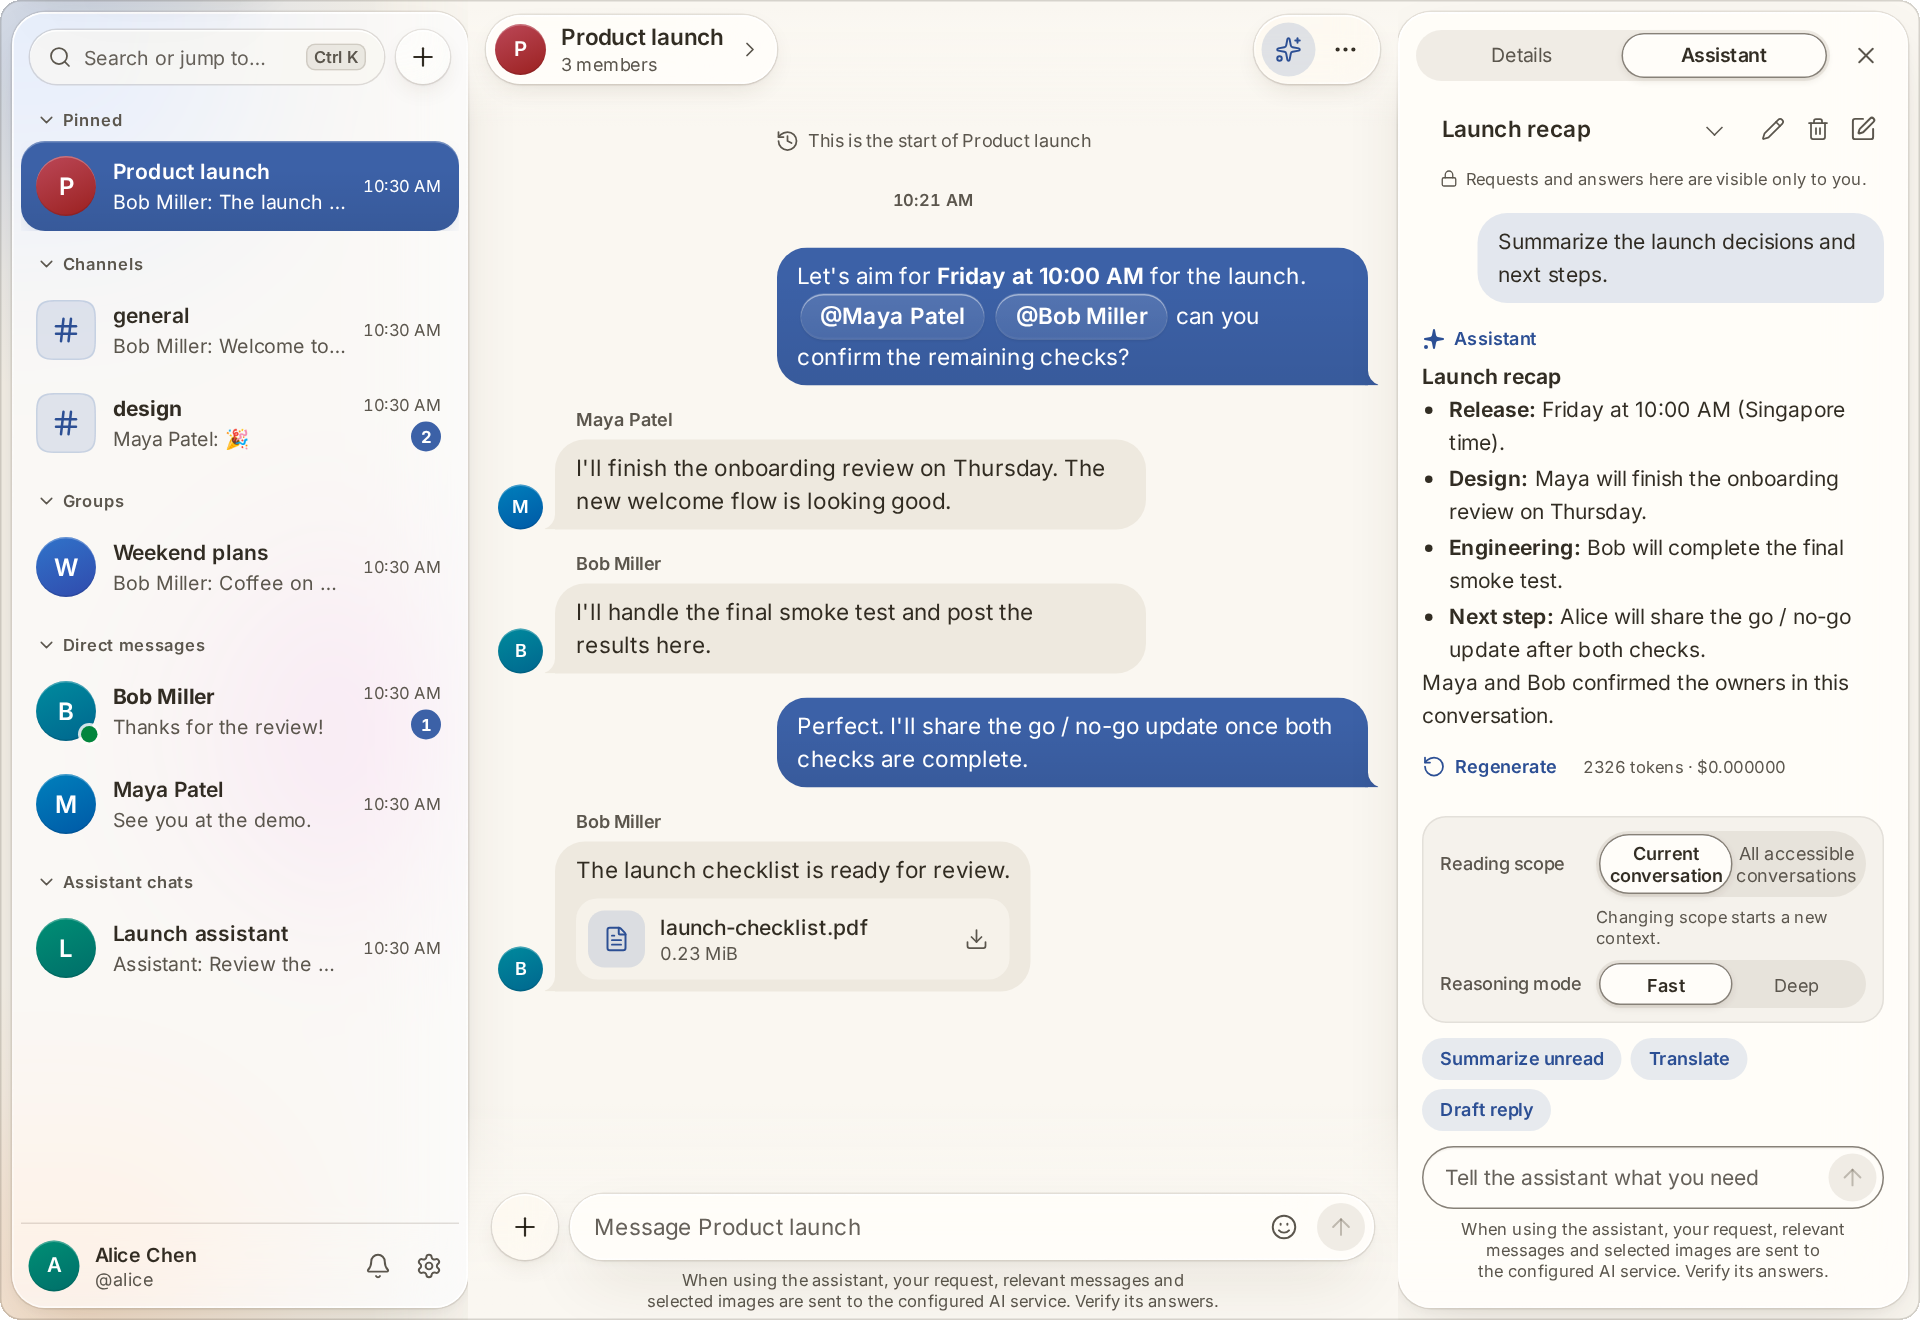 Search or jump to...
Ctrl K
Pinned
P
Product launch
10:30 AM
Bob Miller: The launch ...
Channels
general
10:30 AM
Bob Miller: Welcome to...
design
10:30 AM
Maya Patel: 🎉
2
Groups
W
Weekend plans
10:30 AM
Bob Miller: Coffee on ...
Direct messages
B
Bob Miller
10:30 AM
Thanks for the review!
1
M
Maya Patel
10:30 AM
See you at the demo.
Assistant chats
L
Launch assistant
10:30 AM
Assistant: Review the ...
A
Alice Chen
@alice
P
Product launch
3 members
This is the start of Product launch
10:21 AM
Let's aim for Friday at 10:00 AM for the launch.
@Maya Patel @Bob Miller can you
confirm the remaining checks?
Maya Patel
I'll finish the onboarding review on Thursday. The
new welcome flow is looking good.
M
Bob Miller
I'll handle the final smoke test and post the
results here.
B
Perfect. I'll share the go / no-go update once both
checks are complete.
Bob Miller
The launch checklist is ready for review.
launch-checklist.pdf
0.23 MiB
B
Message Product launch
When using the assistant, your request, relevant messages and
selected images are sent to the configured AI service. Verify its answers.
Details
Assistant
Launch recap
Requests and answers here are visible only to you.
Summarize the launch decisions and
next steps.
Assistant
Launch recap
• Release: Friday at 10:00 AM (Singapore
time).
• Design: Maya will finish the onboarding
review on Thursday.
• Engineering: Bob will complete the final
smoke test.
• Next step: Alice will share the go / no-go
update after both checks.
Maya and Bob confirmed the owners in this
conversation.
Regenerate
2326 tokens · $0.000000
Reading scope
Current
conversation
All accessible
conversations
Changing scope starts a new
context.
Reasoning mode
Fast
Deep
Summarize unread
Translate
Draft reply
Tell the assistant what you need
When using the assistant, your request, relevant
messages and selected images are sent to
the configured AI service. Verify its answers.